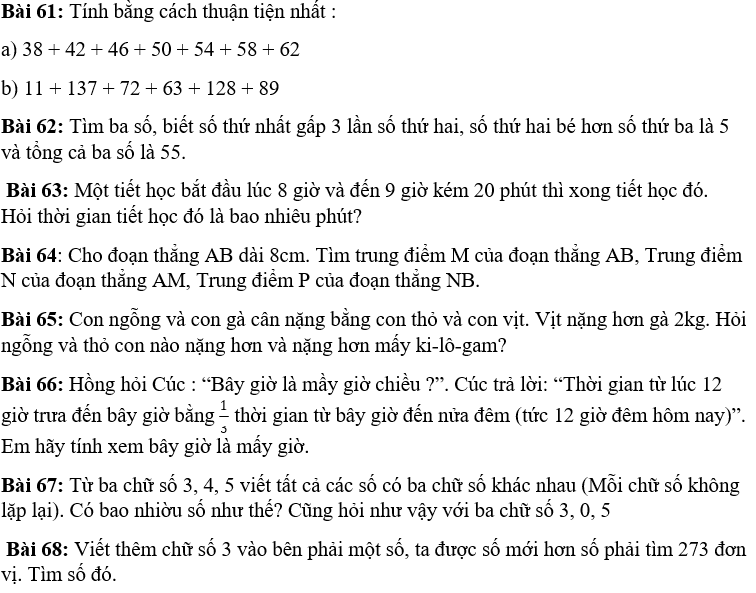 Bài 61: Tính bằng cách thuận tiện nhất :
a) 38 + 42 + 46 + 50 + 54 + 58 + 62
b) 11 + 137 + 72 + 63 + 128 + 89
Bài 62: Tìm ba số, biết số thứ nhất gấp 3 lần số thứ hai, số thứ hai bé hơn số thứ ba là 5
và tổng cả ba số là 55.
Bài 63: Một tiết học bắt đầu lúc 8 giờ và đến 9 giờ kém 20 phút thì xong tiết học đó.
Hỏi thời gian tiết học đó là bao nhiêu phút?
Bài 64: Cho đoạn thẳng AB dài 8cm. Tìm trung điểm M của đoạn thẳng AB, Trung điểm
N của đoạn thẳng AM, Trung điểm P của đoạn thẳng NB.
Bài 65: Con ngỗng và con gà cân nặng bằng con thỏ và con vịt. Vịt nặng hơn gà 2kg. Hỏi
ngỗng và thỏ con nào nặng hơn và nặng hơn mấy ki-lô-gam?
Bài 66: Hồng hỏi Cúc : “Bây giờ là mầy giờ chiều ?”. Cúc trả lời: “Thời gian từ lúc 12
giờ trưa đến bây giờ bằng 1/3 thời gian từ bây giờ đến nửa đêm (tức 12 giờ đêm hôm nay)”.
Em hãy tính xem bây giờ là mấy giờ.
Bài 67: Từ ba chữ số 3, 4, 5 viết tất cả các số có ba chữ số khác nhau (Mỗi chữ số không
lặp lại). Có bao nhiờu số như thế? Cũng hỏi như vậy với ba chữ số 3, 0, 5
Bài 68: Viết thêm chữ số 3 vào bên phải một số, ta được số mới hơn số phải tìm 273 đơn
vị. Tìm số đó.